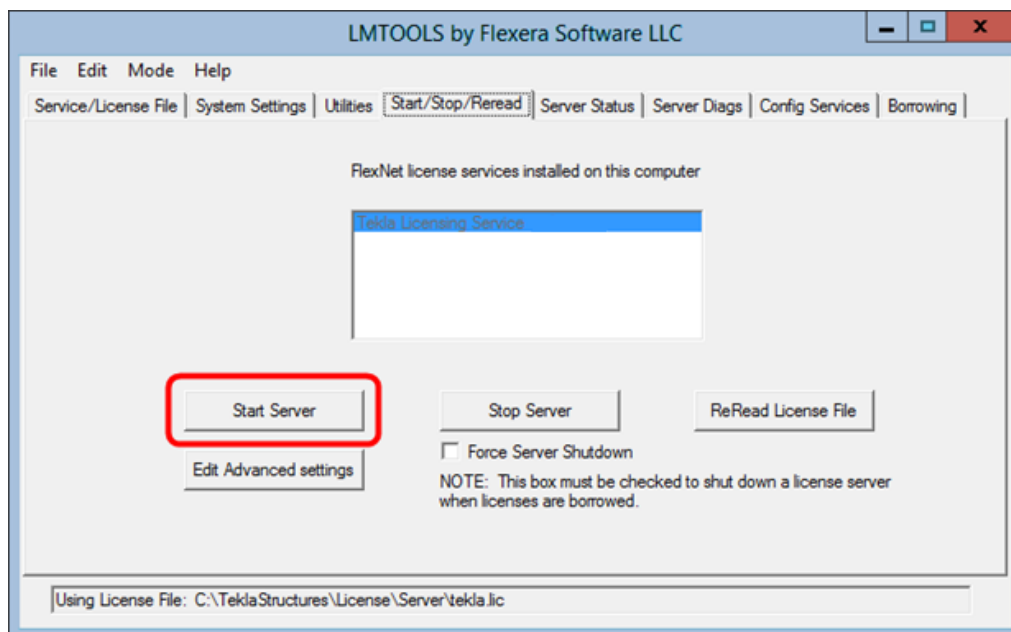 LMTOOLS by Flexera Software LLC
File Edit Mode Help
Service/License File System Settings Utilities Start/Stop/Reread Server Status Server Diags Config Services Borrowing
FlexNet license services installed on this computer
Tekla Licensing Service
Start Server Stop Server ReRead License File
Edit Advanced settings
Force Server Shutdown
NOTE: This box must be checked to shut down a license server
when licenses are borrowed.
Using License File: C:\TeklaStructures\License\Server\tekla.lic